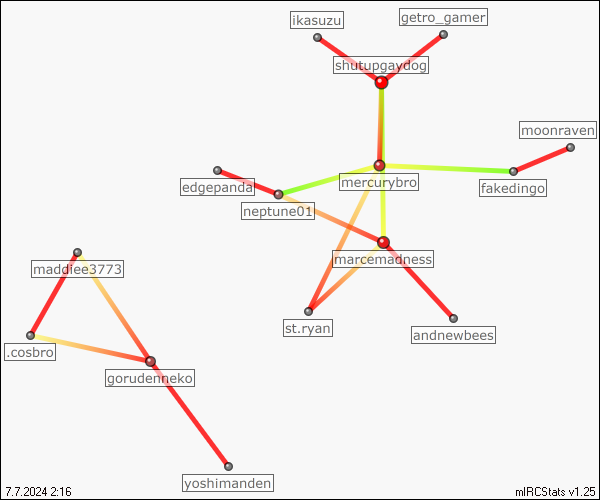 ikasuzu
getro_gamer
shutupgaydog
moonraven
edgepanda
mercurybro
fakedingo
neptune01
marcemadness
maddiee3773
st.ryan
andnewbees
.cosbro
gorudenneko
yoshimanden
7.7.2024 2:16
mIRCStats v1.25